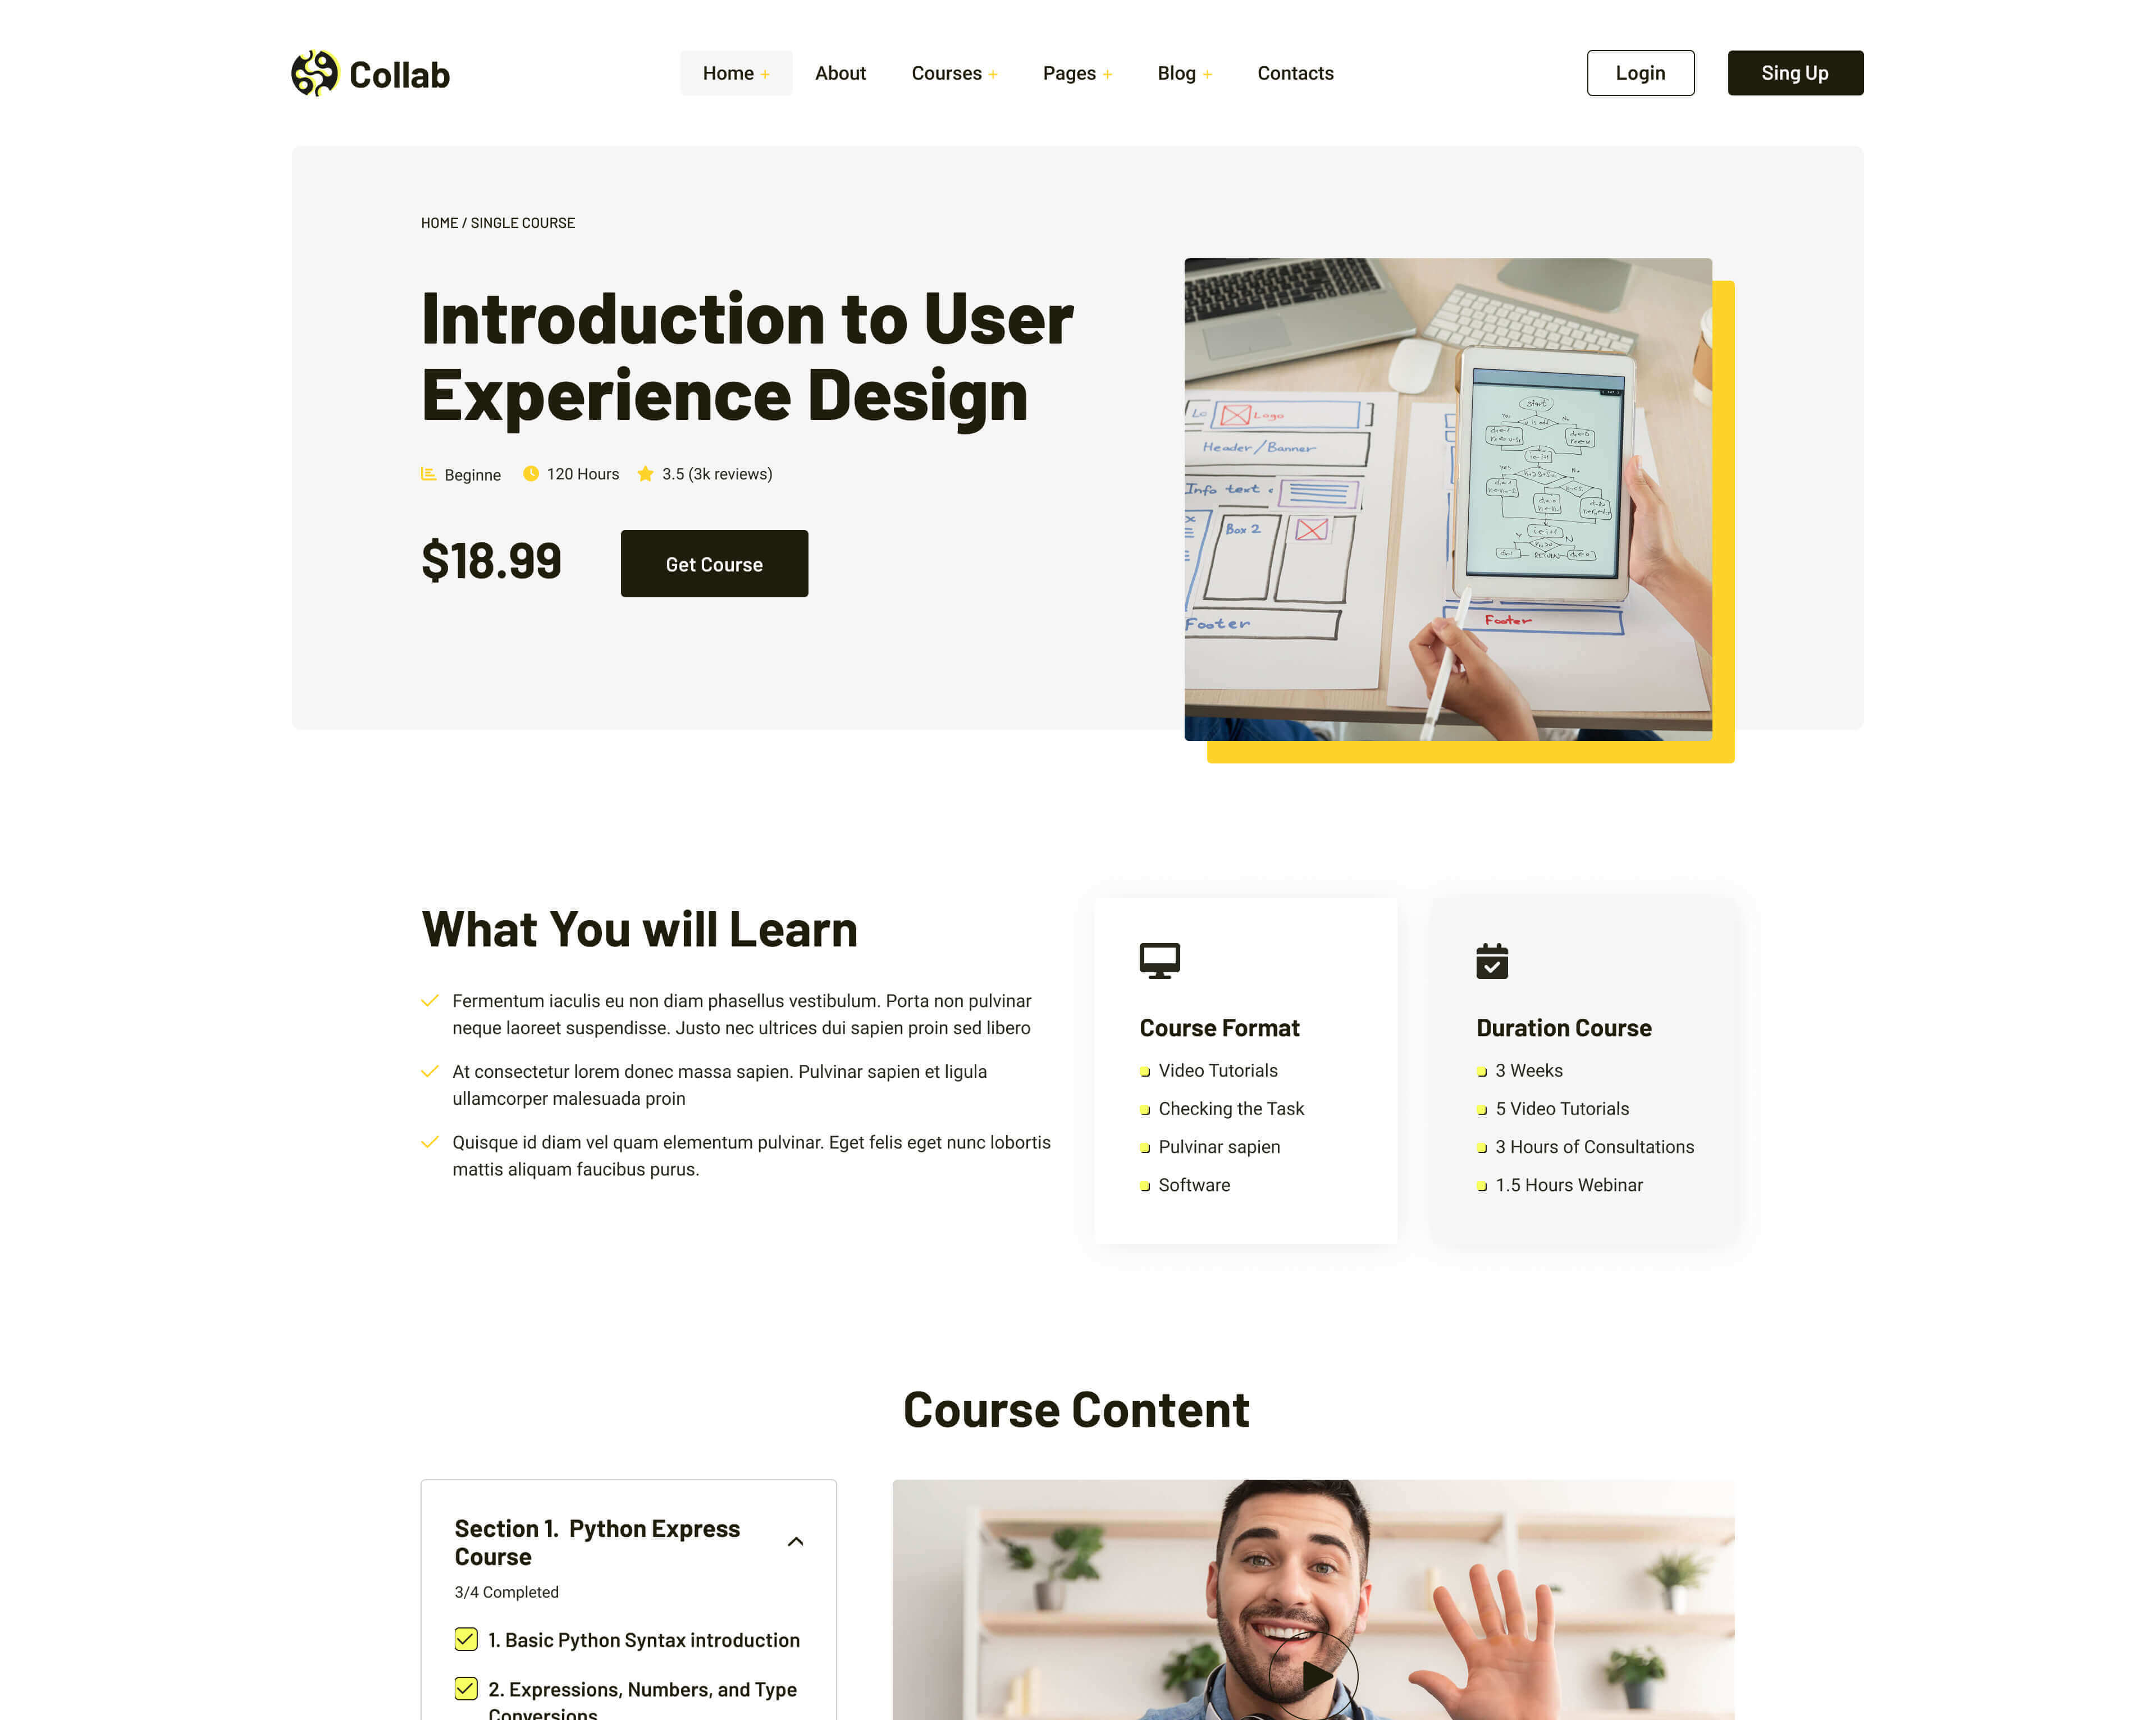 Collab
Home +
About
Courses +
Pages +
Blog +
Contacts
Login
Sing Up
HOME / SINGLE COURSE
Introduction to User
Experience Design
Beginne
120 Hours
3.5 (3k reviews)
$18.99
Get Course
Lo
Logo
Header/Banner
Info text
Box 2
Footer
Footer
Start
Yes
No
Yes
No
Y
N
RETURN
What You will Learn
Fermentum iaculis eu non diam phasellus vestibulum. Porta non pulvinar
neque laoreet suspendisse. Justo nec ultrices dui sapien proin sed libero
At consectetur lorem donec massa sapien. Pulvinar sapien et ligula
ullamcorper malesuada proin
Quisque id diam vel quam elementum pulvinar. Eget felis eget nunc lobortis
mattis aliquam faucibus purus.
Course Format
Video Tutorials
Checking the Task
Pulvinar sapien
Software
Duration Course
3 Weeks
5 Video Tutorials
3 Hours of Consultations
1.5 Hours Webinar
Course Content
Section 1. Python Express
Course
3/4 Completed
1. Basic Python Syntax introduction
2. Expressions, Numbers, and Type
Conversions